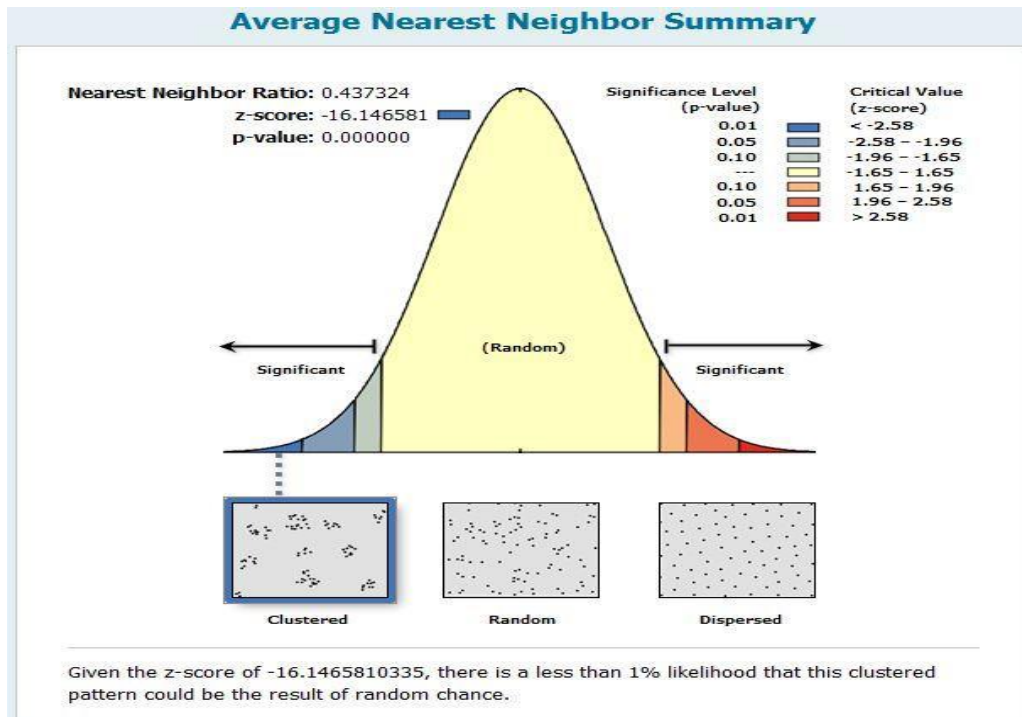 Average Nearest Neighbor Summary
Nearest Neighbor Ratio: 0.437324
z-score: -16.146581
p-value: 0.000000
Significance Level
(p-value)
Critical Value
(z-score)
0.01 < -2.58
0.05 -2.58 – -1.96
0.10 -1.96 – -1.65
--- -1.65 – 1.65
0.10 1.65 – 1.96
0.05 1.96 – 2.58
0.01 > 2.58
(Random)
Significant
Significant
Clustered
Random
Dispersed
Given the z-score of -16.1465810335, there is a less than 1% likelihood that this clustered
pattern could be the result of random chance.